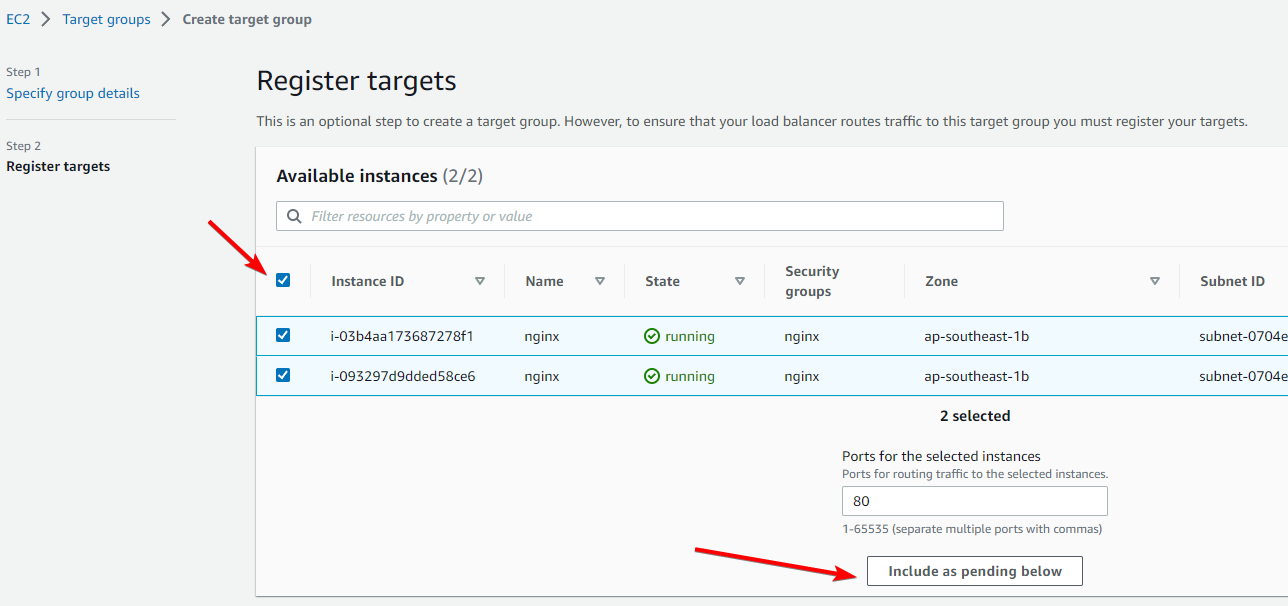 EC2 > Target groups > Create target group
Step 1
Specify group details
Step 2
Register targets
Register targets
This is an optional step to create a target group. However, to ensure that your load balancer routes traffic to this target group you must register your targets.
Available instances (2/2)
Filter resources by property or value
Instance ID Name State Security groups Zone Subnet ID
i-03b4aa173687278f1 nginx running nginx ap-southeast-1b subnet-0704e
i-093297d9dded58ce6 nginx running nginx ap-southeast-1b subnet-0704e
2 selected
Ports for the selected instances
Ports for routing traffic to the selected instances.
80
1-65535 (separate multiple ports with commas)
Include as pending below